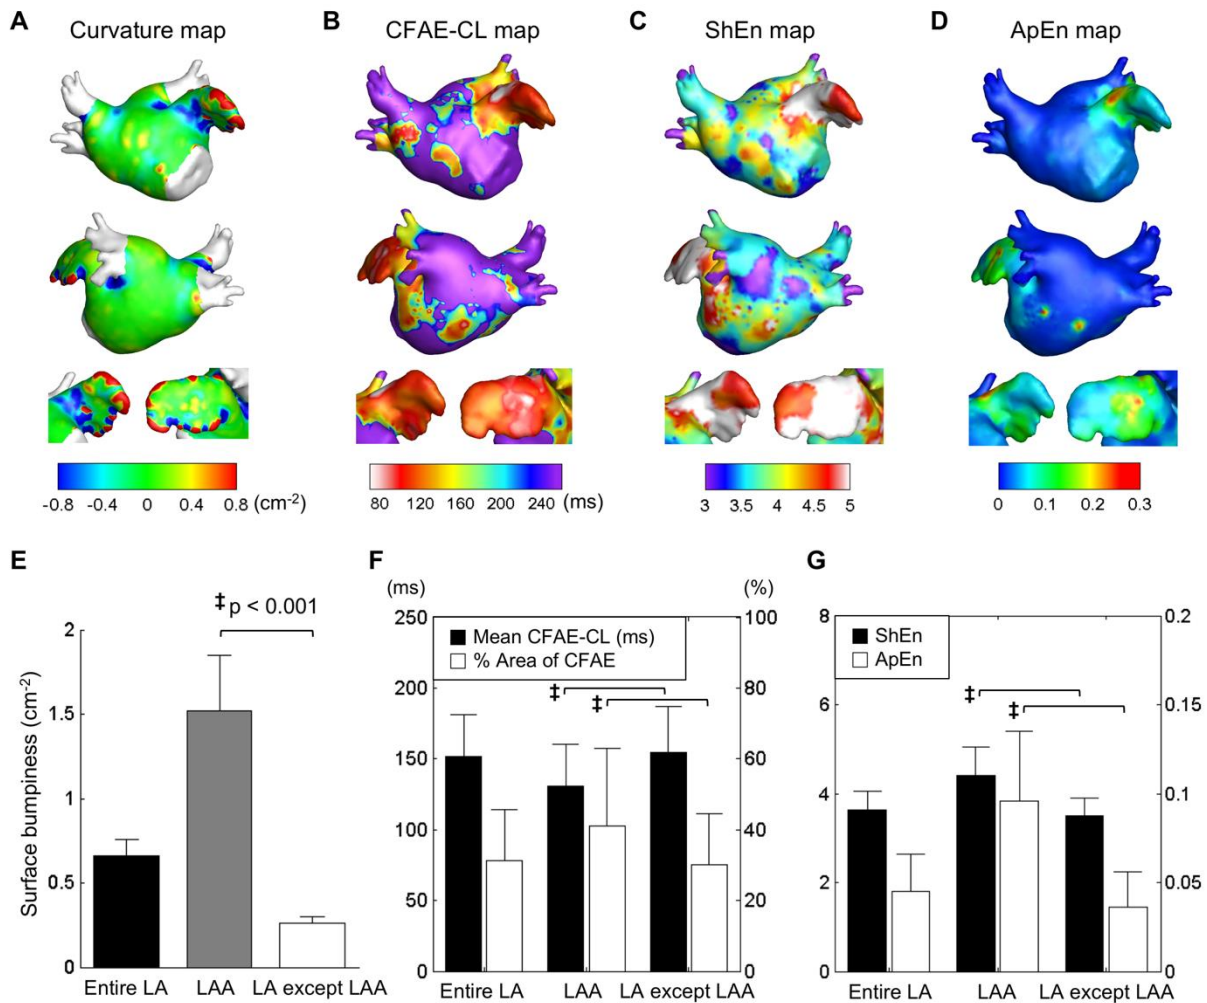 A B C D
Curvature map CFAE-CL map ShEn map ApEn map
-0.8 -0.4 0 0.4 0.8 (cm-2)
80 120 160 200 240 (ms)
3 3.5 4 4.5 5
0 0.1 0.2 0.3
E
‡ p < 0.001
Surface bumpiness (cm-2)
2
1.5
1
0.5
0
Entire LA LAA LA except LAA
F
(ms) (%)
250 100
200 80
150 60
100 40
50 20
0 0
Mean CFAE-CL (ms)
% Area of CFAE
‡ ‡
Entire LA LAA LA except LAA
G
8 0.2
6 0.15
4 0.1
2 0.05
0 0
ShEn
ApEn
‡ ‡
Entire LA LAA LA except LAA